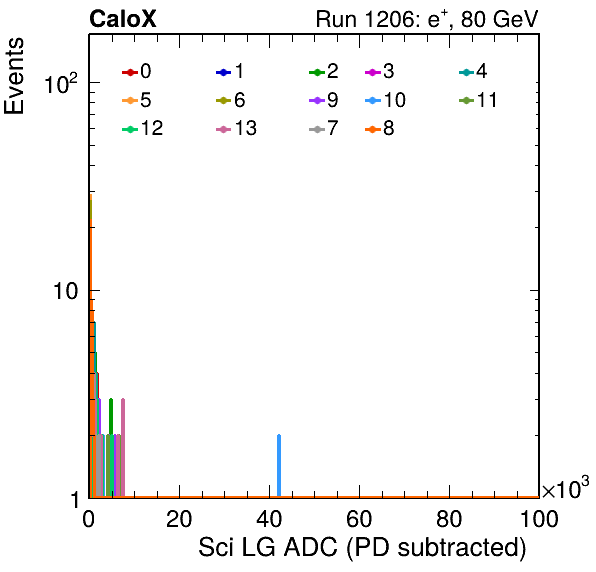 CaloX Run 1206: e⁺, 80 GeV
Events
0 1 2 3 4
5 6 9 10 11
12 13 7 8
10²
10
1
0 20 40 60 80 100
×10³
Sci LG ADC (PD subtracted)